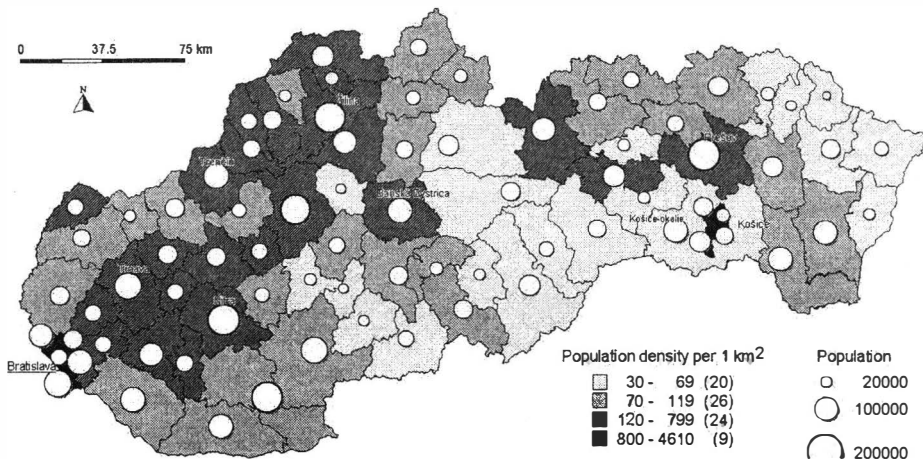 0 37.5 75 km
N
Žilina
Trenčín
Prešov
Banská Bystrica
Košice-okolie
Košice
Trnava
Nitra
Bratislava
Population density per 1 km2
30 - 69 (20)
70 - 119 (26)
120 - 799 (24)
800 - 4610 (9)
Population
20000
100000
200000